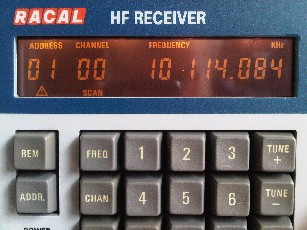 RACAL HF RECEIVER
ADDRESS CHANNEL FREQUENCY KHz
01 00 10 114.084
SCAN
REM FREQ 1 2 3 TUNE +
ADDR. CHAN 4 5 6 TUNE −
POWER